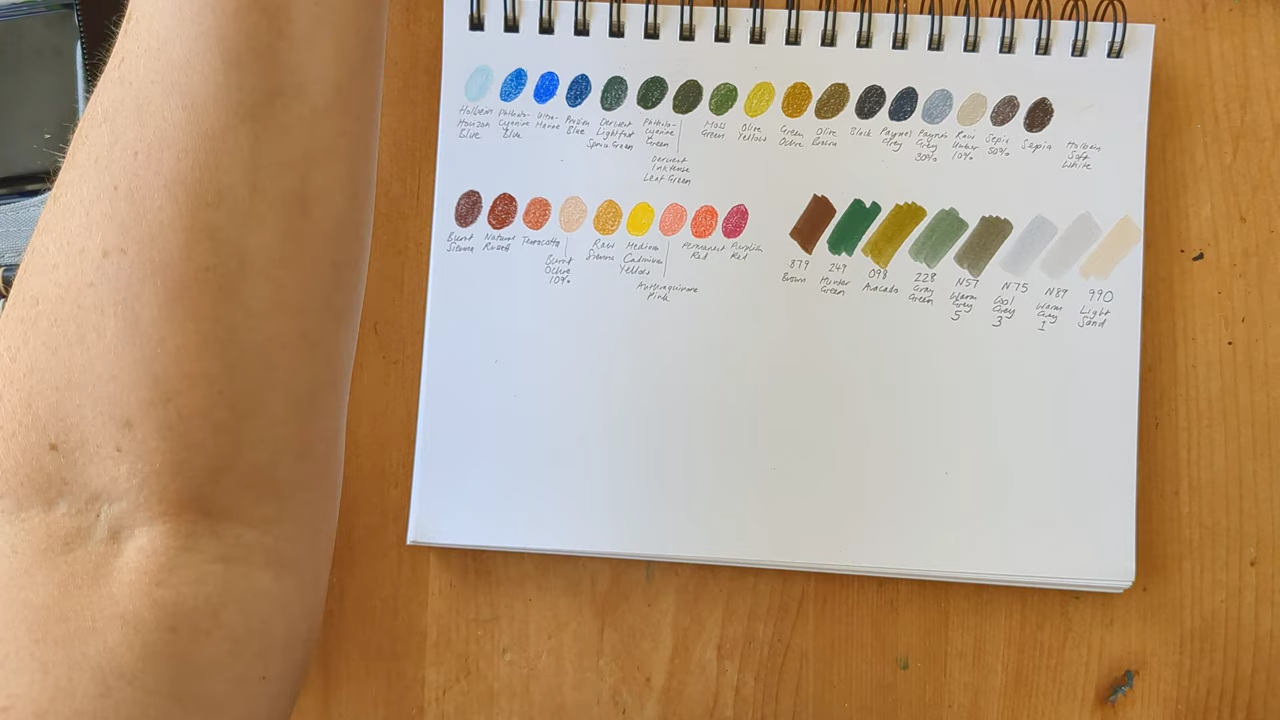 Holbein Horizon Blue
Phthalo-cyanine Blue
Ultra-Marine
Prussian Blue
Derwent Lightfast Green
Phthalo-cyanine Green
Derwent Inktense Leaf Green
Moss Green
Olive Yellow
Green Ochre
Olive Brown
Black
Paynes Grey
Paynes Grey 30%
Raw Umber 10%
Sepia 50%
Sepia
Holbein Soft White
Burnt Sienna
Natural Russet
Terracotta
Burnt Ochre 10%
Raw Sienna
Medium Cadmium Yellow
Anthraquinone Pink
Permanent Red
Purplish Red
879 Brown
249 Hunter Green
098 Avacado
228 Gray Green
N57 Warm Grey 5
N75 Cool Grey 3
N89 Warm Grey 1
990 Light Sand